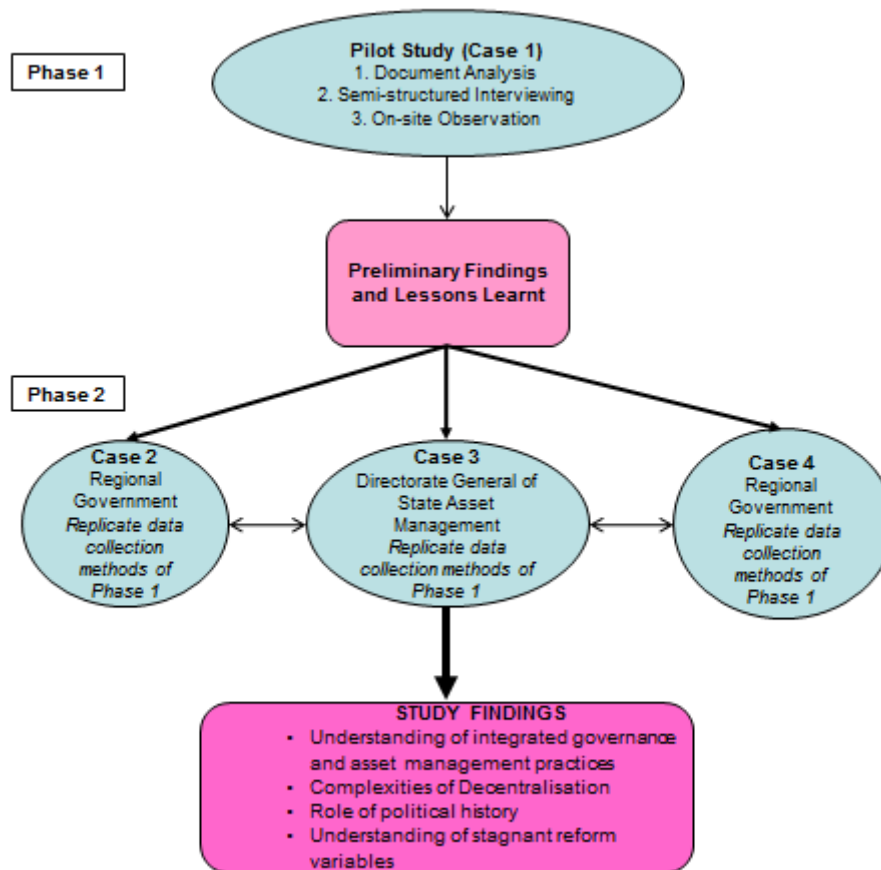 Phase 1
Pilot Study (Case 1)
1. Document Analysis
2. Semi-structured Interviewing
3. On-site Observation
Preliminary Findings
and Lessons Learnt
Phase 2
Case 2
Regional
Government
Replicate data
collection
methods of
Phase 1
Case 3
Directorate General of
State Asset
Management
Replicate data
collection methods of
Phase 1
Case 4
Regional
Government
Replicate data
collection
methods of
Phase 1
STUDY FINDINGS
• Understanding of integrated governance
and asset management practices
• Complexities of Decentralisation
• Role of political history
• Understanding of stagnant reform
variables